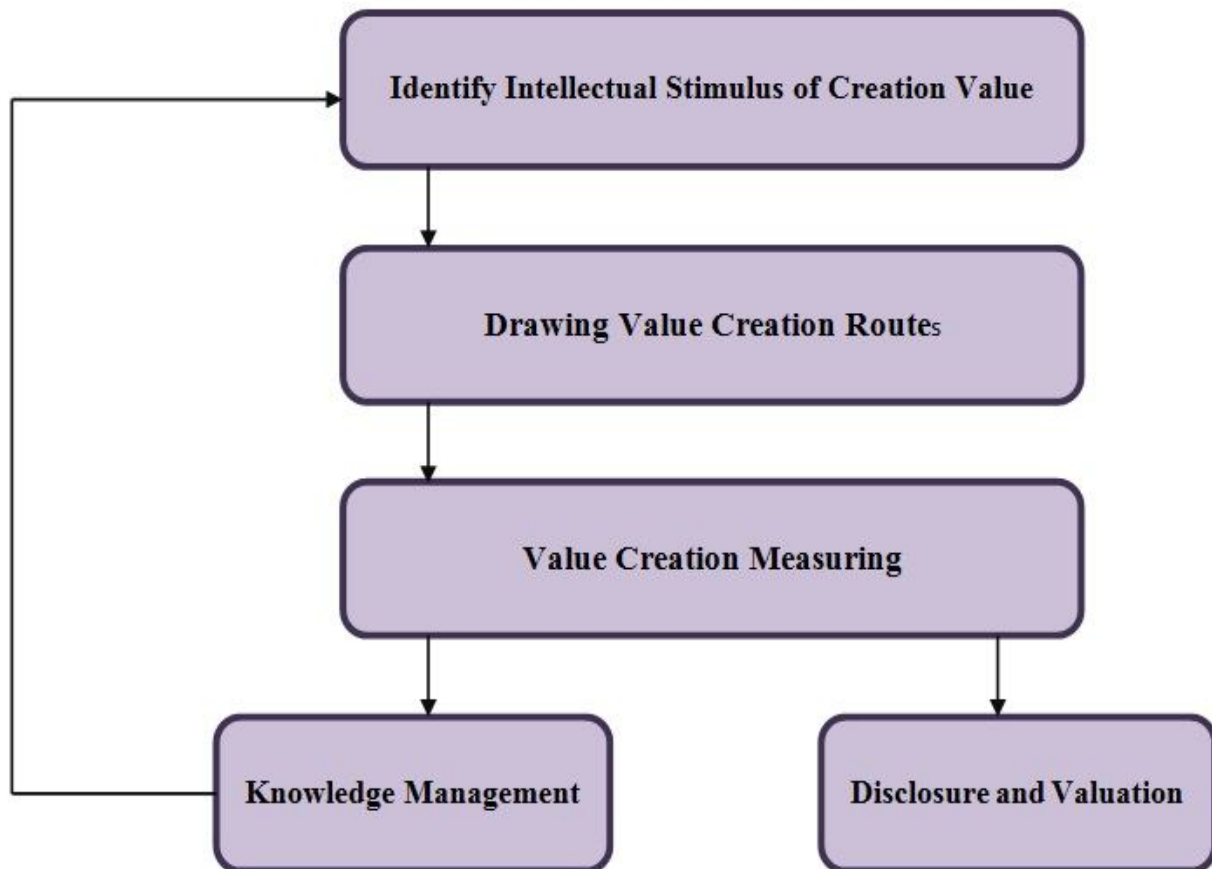 Identify Intellectual Stimulus of Creation Value
Drawing Value Creation Routes
Value Creation Measuring
Knowledge Management
Disclosure and Valuation